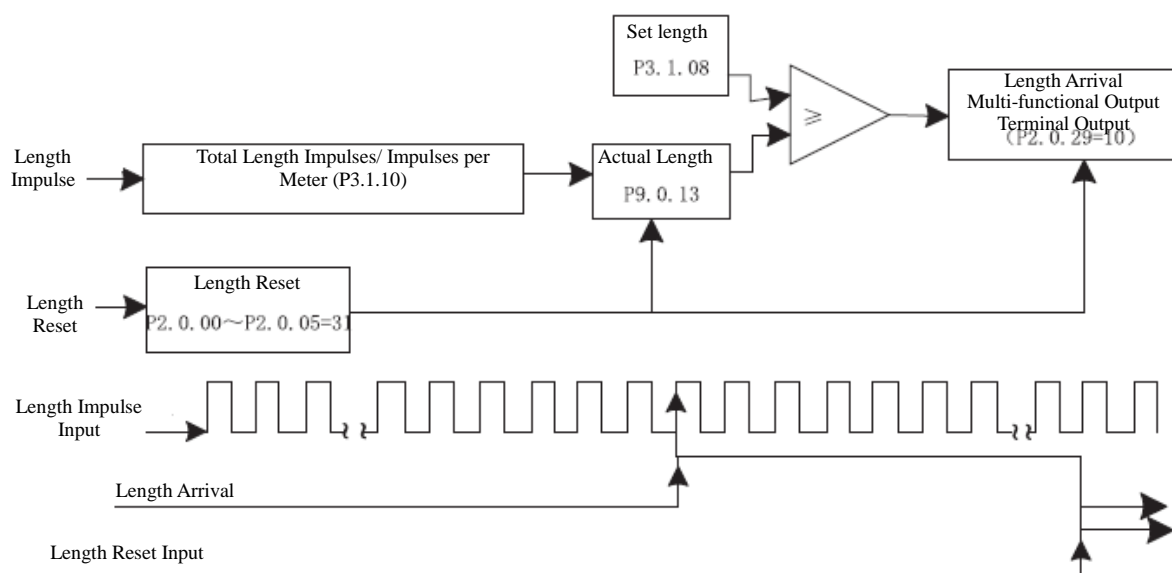 Set length
P3. 1. 08
≥
Length Arrival
Multi-functional Output
Terminal Output
(P2. 0. 29=10)
Length
Impulse
Total Length Impulses/ Impulses per
Meter (P3.1.10)
Actual Length
P9. 0. 13
Length
Reset
Length Reset
P2. 0. 00～P2. 0. 05=31
Length Impulse
Input
Length Arrival
Length Reset Input